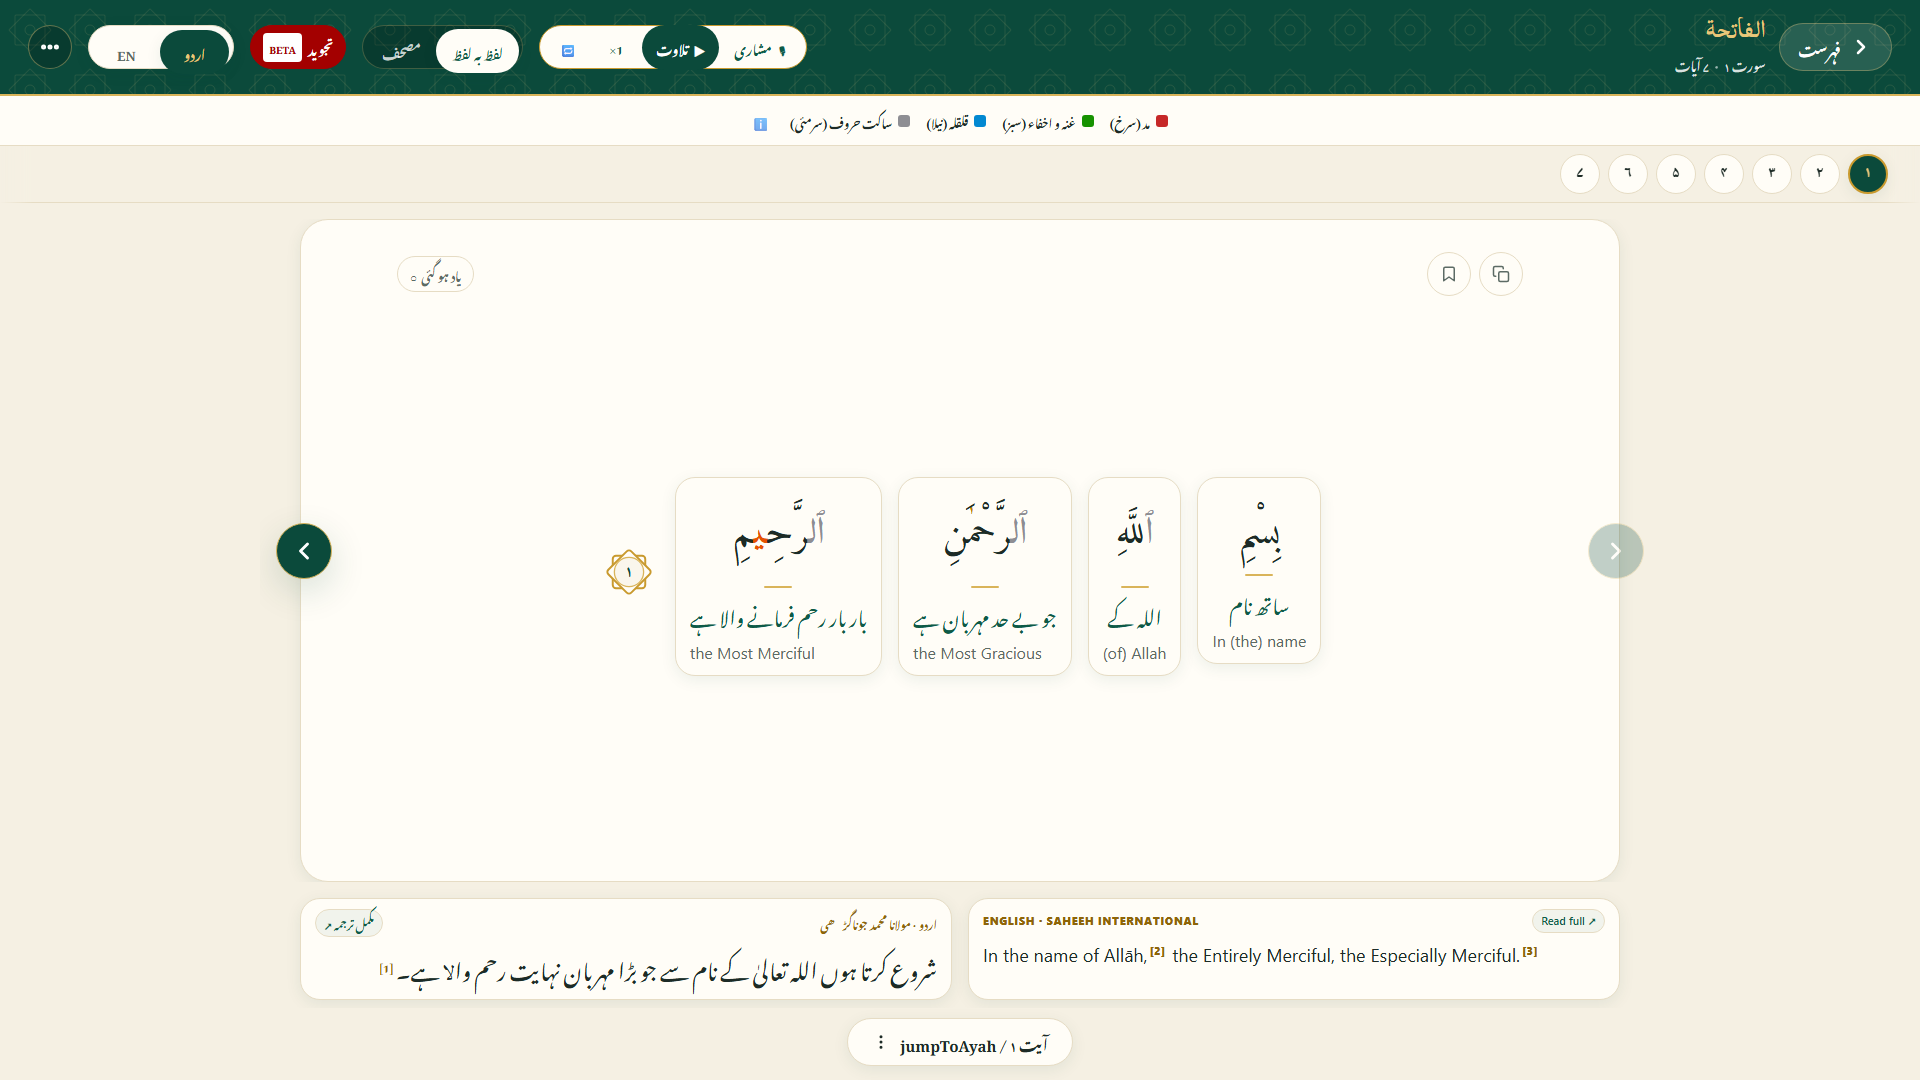 فہرست
الفاتحة
سورت ۱ · ۷ آیات
مشاری
▶ تلاوت
×1
لفظ بہ لفظ
مصحف
تجوید BETA
اردو
EN
مد (سرخ)
غنہ و اخفاء (سبز)
قلقلہ (نیلا)
ساکت حروف (سرمئی)
۱ ۲ ۳ ۴ ۵ ٦ ۷
یاد ہو گئی ○
بِسْمِ ٱللَّهِ ٱلرَّحْمَٰنِ ٱلرَّحِيمِ ۱
ساتھ نام
In (the) name
اللہ کے
(of) Allah
جو بے حد مہربان ہے
the Most Gracious
بار بار رحم فرمانے والا ہے
the Most Merciful
ENGLISH · SAHEEH INTERNATIONAL
Read full ↗
In the name of Allāh,[2] the Entirely Merciful, the Especially Merciful.[3]
اردو · مولانا محمد جوناگڑھی
مکمل ترجمہ ↗
شروع کرتا ہوں اللہ تعالیٰ کے نام سے جو بڑا مہربان نہایت رحم والا ہے۔ [1]
آیت ۱ / jumpToAyah